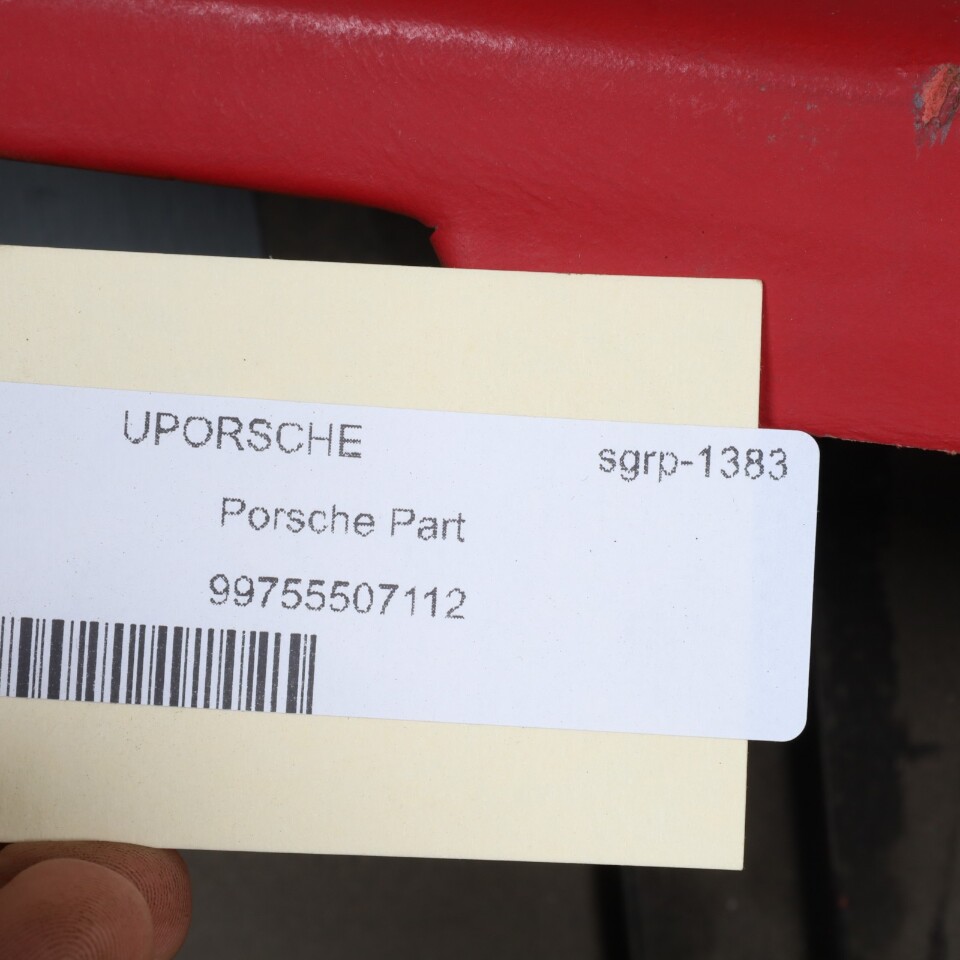 UPORSCHE
sgrp-1383
Porsche Part
99755507112